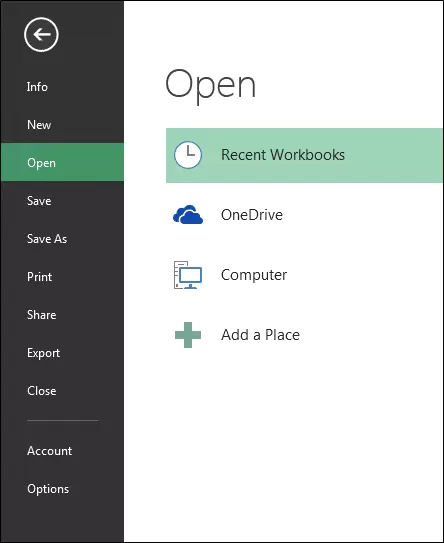 Info
New
Open
Save
Save As
Print
Share
Export
Close
Account
Options
Open
Recent Workbooks
OneDrive
Computer
Add a Place